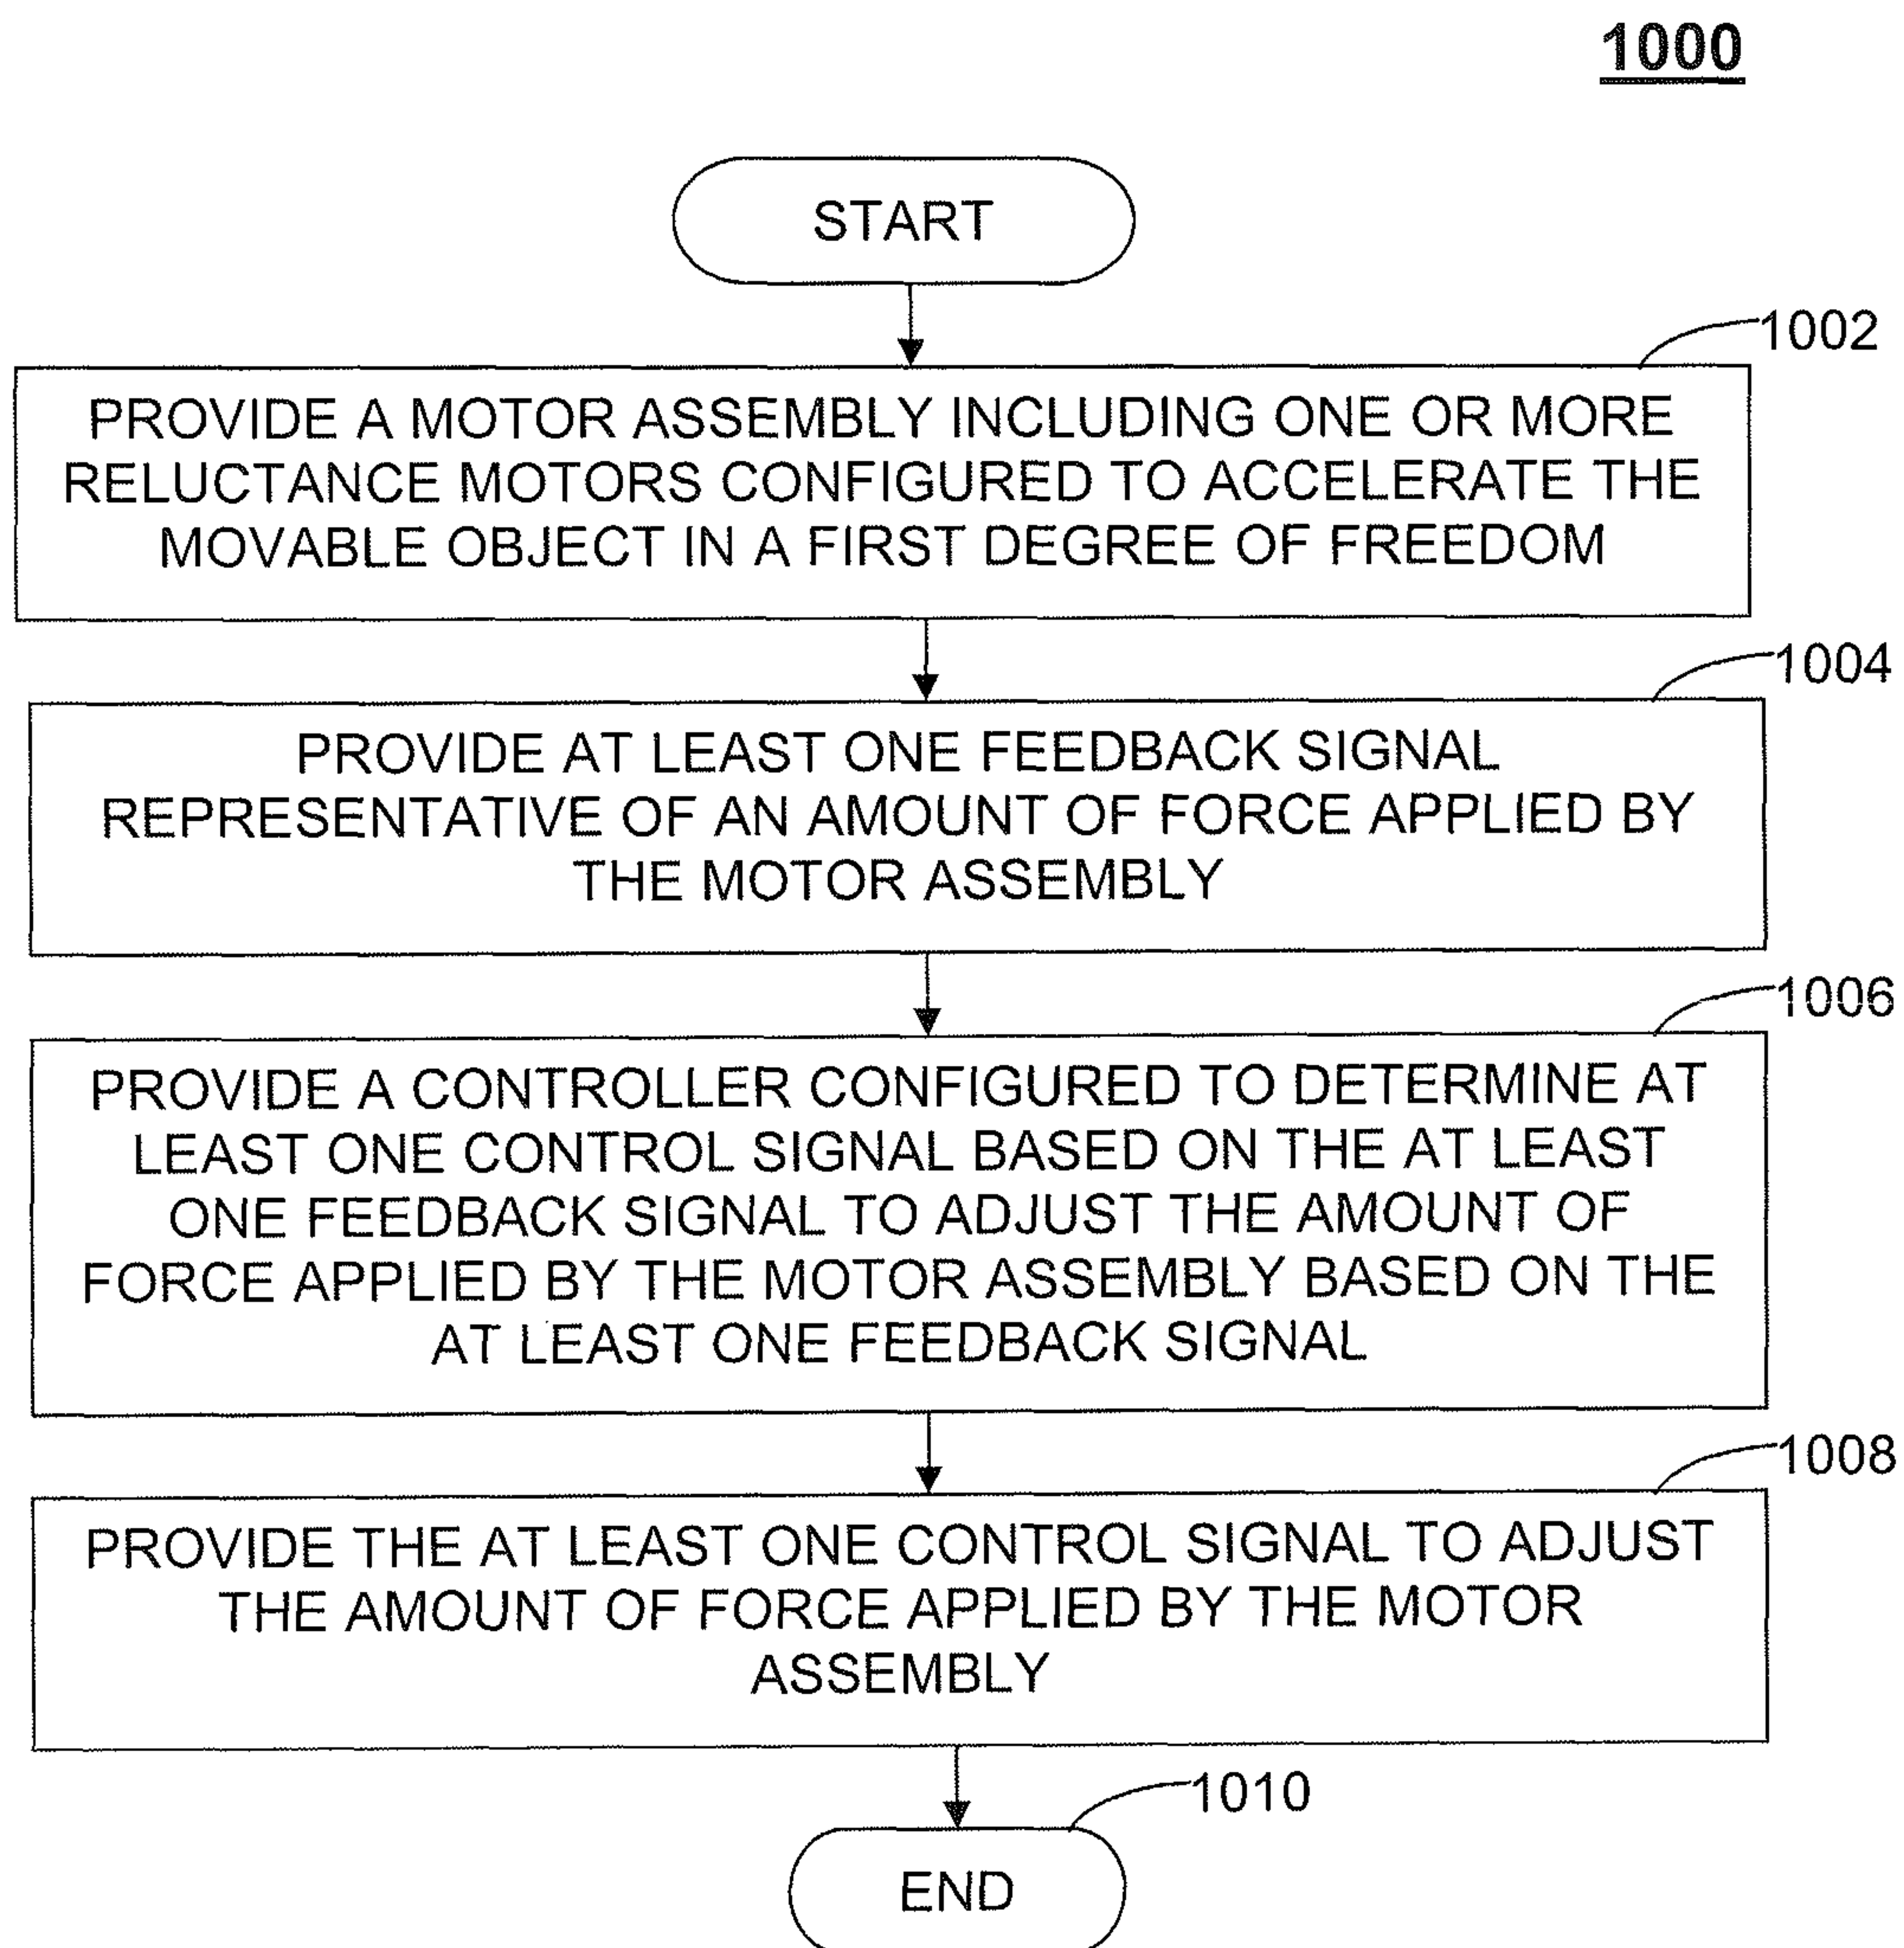 1000
START
1002
PROVIDE A MOTOR ASSEMBLY INCLUDING ONE OR MORE
RELUCTANCE MOTORS CONFIGURED TO ACCELERATE THE
MOVABLE OBJECT IN A FIRST DEGREE OF FREEDOM
1004
PROVIDE AT LEAST ONE FEEDBACK SIGNAL
REPRESENTATIVE OF AN AMOUNT OF FORCE APPLIED BY
THE MOTOR ASSEMBLY
1006
PROVIDE A CONTROLLER CONFIGURED TO DETERMINE AT
LEAST ONE CONTROL SIGNAL BASED ON THE AT LEAST
ONE FEEDBACK SIGNAL TO ADJUST THE AMOUNT OF
FORCE APPLIED BY THE MOTOR ASSEMBLY BASED ON THE
AT LEAST ONE FEEDBACK SIGNAL
1008
PROVIDE THE AT LEAST ONE CONTROL SIGNAL TO ADJUST
THE AMOUNT OF FORCE APPLIED BY THE MOTOR
ASSEMBLY
1010
END